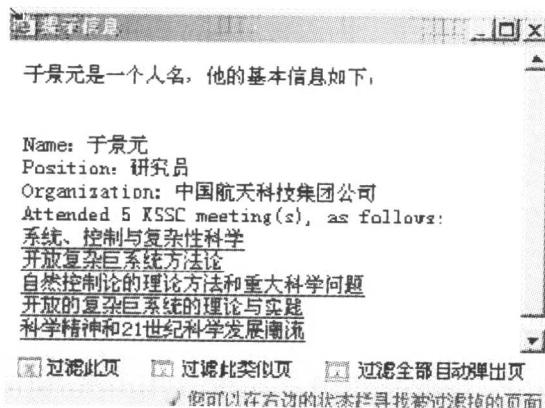 提示信息
于景元是一个人名，他的基本信息如下：
Name: 于景元
Position: 研究员
Organization: 中国航天科技集团公司
Attended 5 KSSC meeting(s), as follows:
系统、控制与复杂性科学
开放复杂巨系统方法论
自然控制论的理论方法和重大科学问题
开放的复杂巨系统的理论与实践
科学精神和21世纪科学发展潮流
过滤此页 过滤此类似页 过滤全部自动弹出页
您可以在右边的状态栏寻找被过滤掉的页面